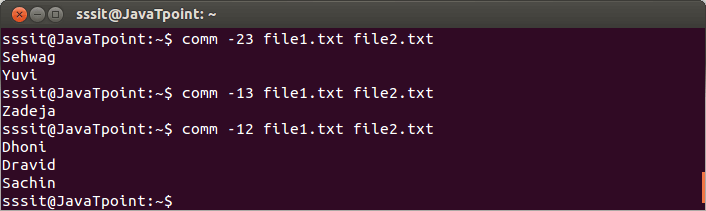 sssit@JavaTpoint: ~
sssit@JavaTpoint:~$ comm -23 file1.txt file2.txt
Sehwag
Yuvi
sssit@JavaTpoint:~$ comm -13 file1.txt file2.txt
Zadeja
sssit@JavaTpoint:~$ comm -12 file1.txt file2.txt
Dhoni
Dravid
Sachin
sssit@JavaTpoint:~$